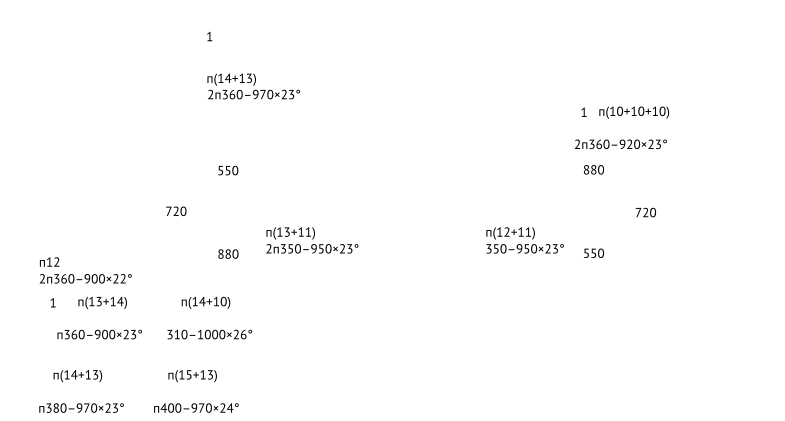 1
п(14+13)
2п360–970×23°
1 п(10+10+10)
2п360–920×23°
550
880
720
720
п(13+11)
2п350–950×23°
п(12+11)
350–950×23°
880
550
п12
2п360–900×22°
1 п(13+14)
п(14+10)
п360–900×23°
310–1000×26°
п(14+13)
п(15+13)
п380–970×23°
п400–970×24°